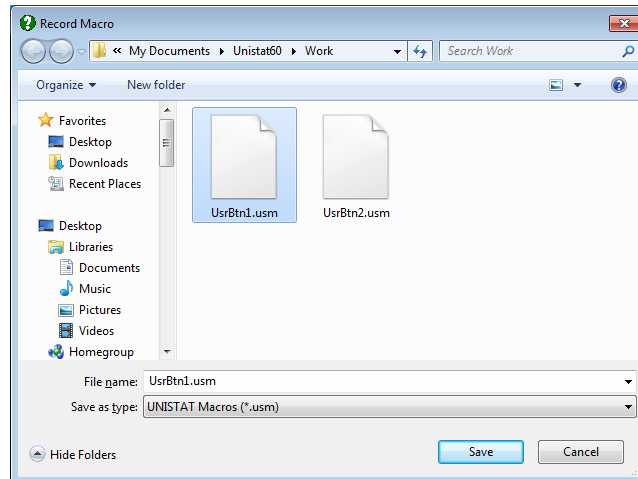 Record Macro
« My Documents Unistat60 Work Search Work
Organize New folder
Favorites
Desktop
Downloads
Recent Places
Desktop
Libraries
Documents
Music
Pictures
Videos
Homegroup
UsrBtn1.usm UsrBtn2.usm
File name: UsrBtn1.usm
Save as type: UNISTAT Macros (*.usm)
Hide Folders Save Cancel